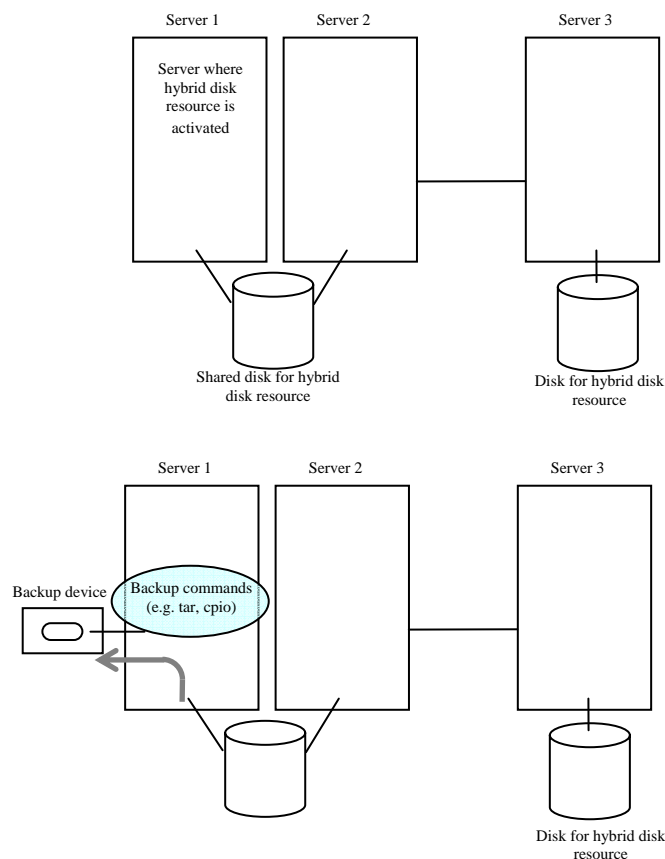 Server 1
Server 2
Server 3
Server where
hybrid disk
resource is
activated
Shared disk for hybrid
disk resource
Disk for hybrid disk
resource
Server 1
Server 2
Server 3
Backup device
Backup commands
(e.g. tar, cpio)
Disk for hybrid disk
resource